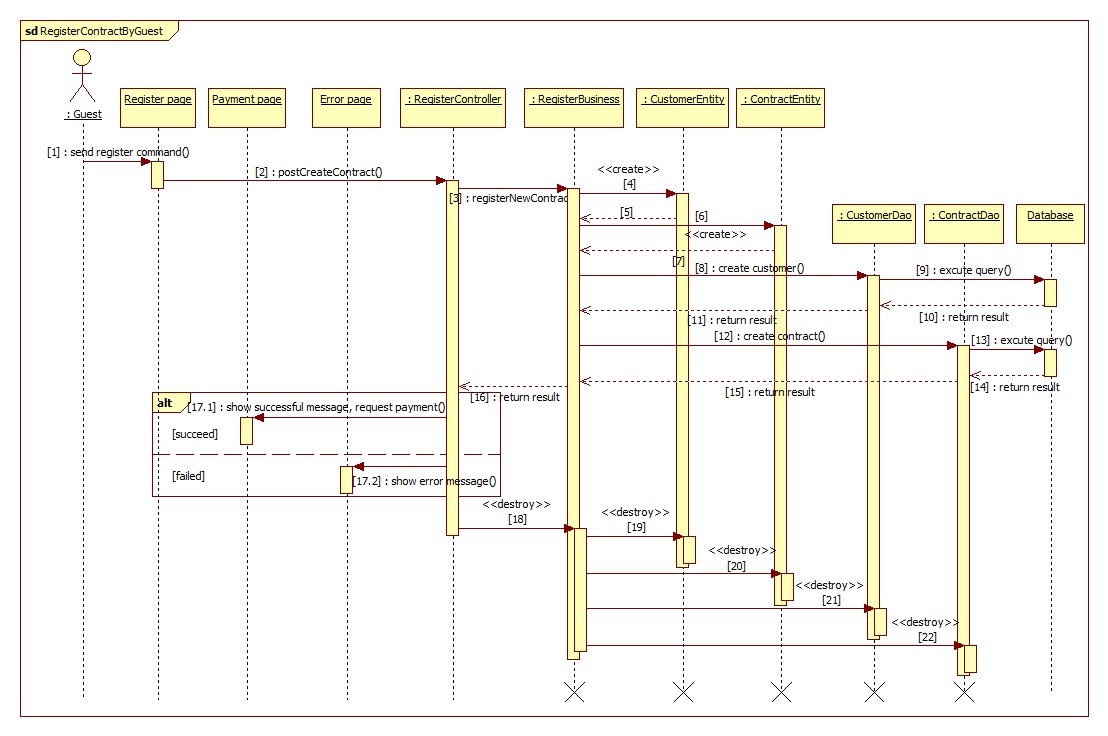 sd RegisterContractByGuest
: Guest
Register page
Payment page
Error page
: RegisterController
: RegisterBusiness
: CustomerEntity
: ContractEntity
: CustomerDao
: ContractDao
Database
[1] : send register command()
[2] : postCreateContract()
[3] : registerNewContrac
<<create>>
[4]
[5]
[6]
<<create>>
[7]
[8] : create customer()
[9] : excute query()
[10] : return result
[11] : return result
[12] : create contract()
[13] : excute query()
[14] : return result
[15] : return result
[16] : return result
alt
[17.1] : show successful message, request payment()
[succeed]
[failed]
[17.2] : show error message()
<<destroy>>
[18]
<<destroy>>
[19]
<<destroy>>
[20]
<<destroy>>
[21]
<<destroy>>
[22]